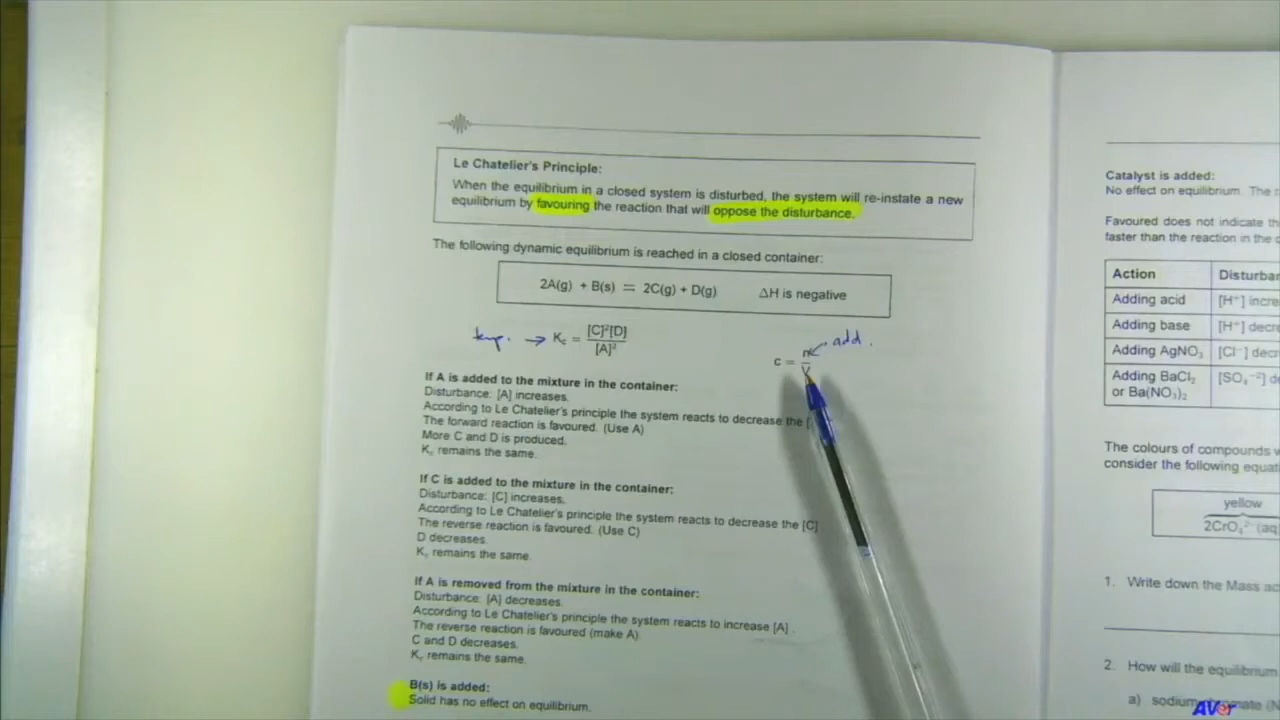 Le Chatelier's Principle:
When the equilibrium in a closed system is disturbed, the system will re-instate a new
equilibrium by favouring the reaction that will oppose the disturbance.
The following dynamic equilibrium is reached in a closed container:
2A(g) + B(s) = 2C(g) + D(g) ΔH is negative
temp. → Kc = [C]²[D]
[A]²
c = n ← add.
V
If A is added to the mixture in the container:
Disturbance: [A] increases.
According to Le Chatelier's principle the system reacts to decrease the [
The forward reaction is favoured. (Use A)
More C and D is produced.
Kc remains the same.
If C is added to the mixture in the container:
Disturbance: [C] increases.
According to Le Chatelier's principle the system reacts to decrease the [C]
The reverse reaction is favoured. (Use C)
D decreases.
Kc remains the same.
If A is removed from the mixture in the container:
Disturbance: [A] decreases.
According to Le Chatelier's principle the system reacts to increase [A].
The reverse reaction is favoured (make A)
C and D decreases.
Kc remains the same.
B(s) is added:
Solid has no effect on equilibrium.
Catalyst is added:
No effect on equilibrium. The
Favoured does not indicate
faster than the reaction in the
Action
Adding acid [H⁺]
Adding base [H⁺]
Adding AgNO₃ [Cl⁻]
Adding BaCl₂
or Ba(NO₃)₂
The colours of compounds
consider the following
yellow
2CrO₄²⁻ (aq
1. Write down the Mass
2. How will the equilibrium
a)
AVer